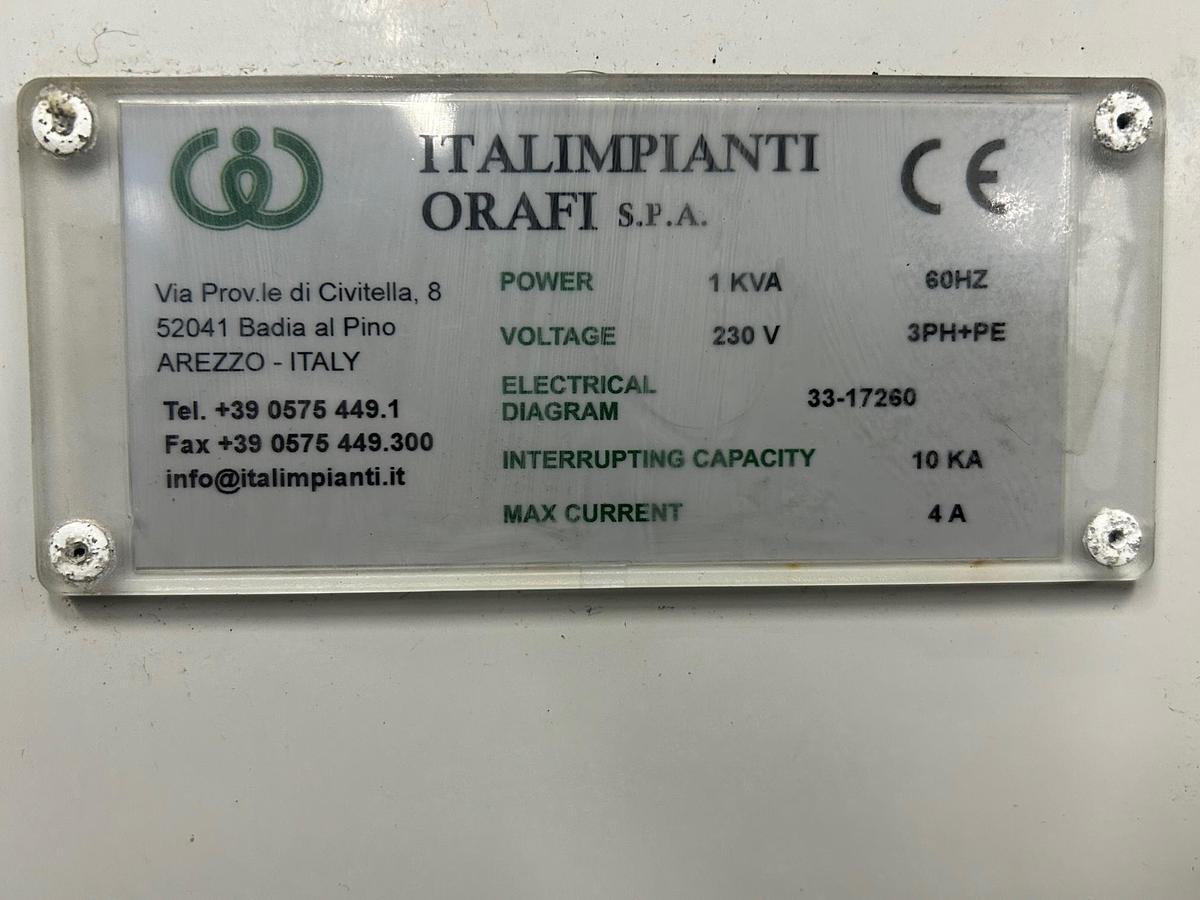 ITALIMPIANTI
ORAFI S.P.A.
CE
Via Prov.le di Civitella, 8
52041 Badia al Pino
AREZZO - ITALY
Tel. +39 0575 449.1
Fax +39 0575 449.300
info@italimpianti.it
POWER 1 KVA 60HZ
VOLTAGE 230 V 3PH+PE
ELECTRICAL
DIAGRAM 33-17260
INTERRUPTING CAPACITY 10 KA
MAX CURRENT 4 A